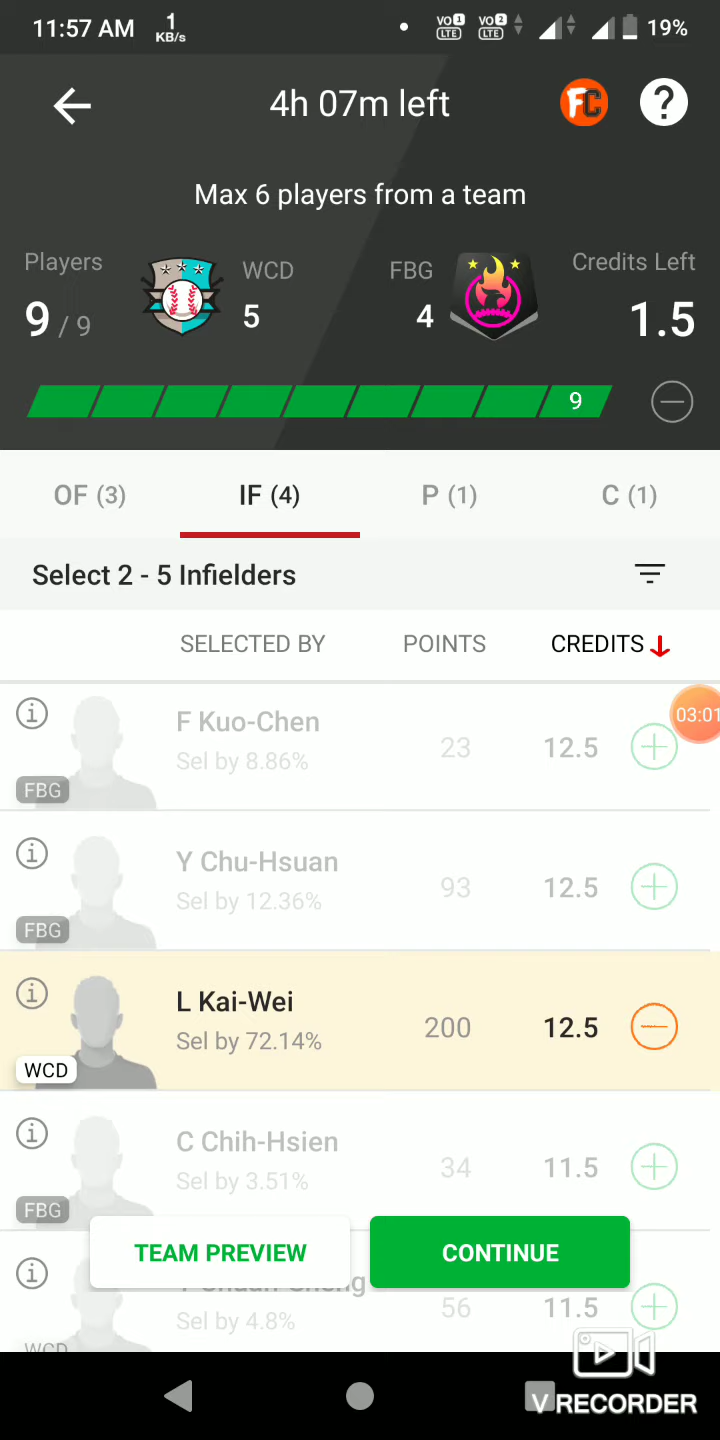 11:57 AM 1 KB/s VO 1 LTE VO 2 LTE 19%
4h 07m left FC ?
Max 6 players from a team
Players WCD FBG Credits Left
9 / 9 5 4 1.5
9
OF (3) IF (4) P (1) C (1)
Select 2 - 5 Infielders
SELECTED BY POINTS CREDITS
F Kuo-Chen
Sel by 8.86% 23 12.5
FBG
03:01
Y Chu-Hsuan
Sel by 12.36% 93 12.5
FBG
L Kai-Wei
Sel by 72.14% 200 12.5
WCD
C Chih-Hsien
Sel by 3.51% 34 11.5
FBG
TEAM PREVIEW CONTINUE
Sel by 4.8% 56 11.5
WCD
V RECORDER